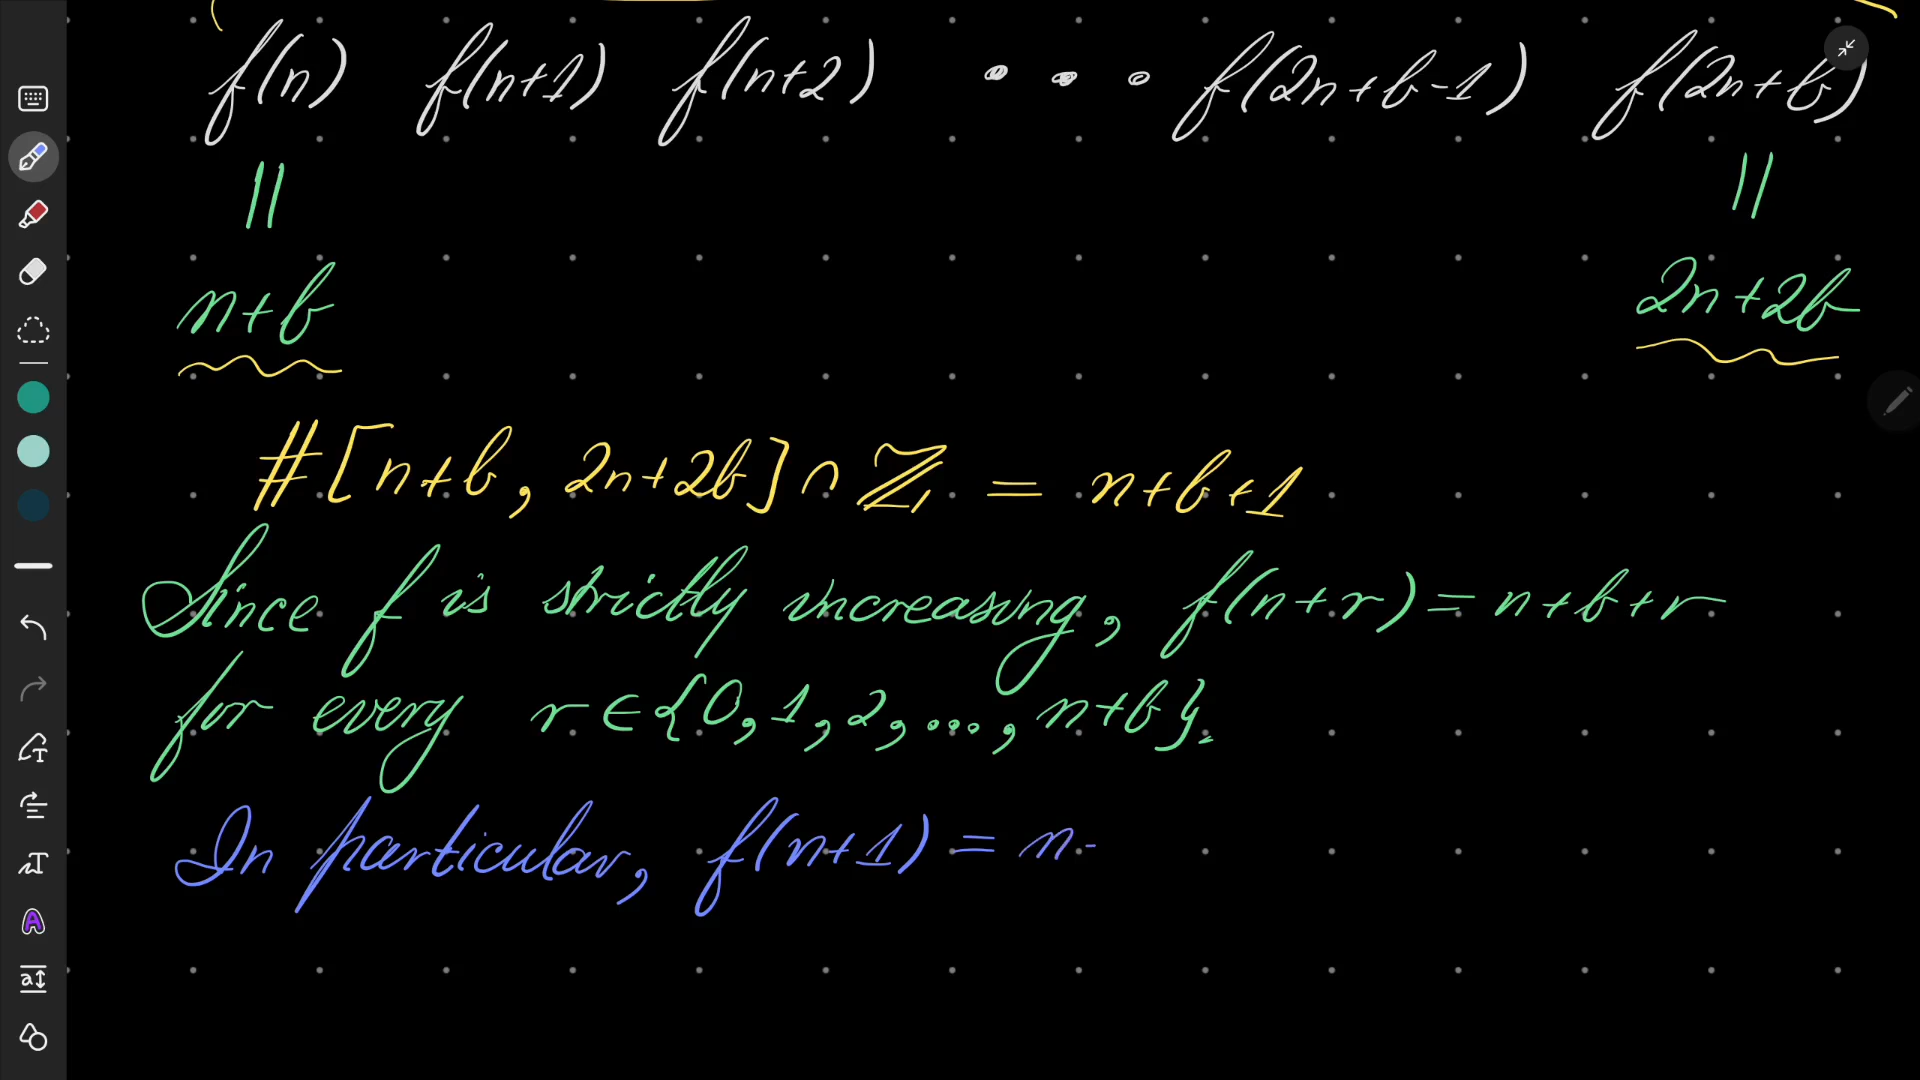 f(n) f(n+1) f(n+2) • • • f(2n+b-1) f(2n+b)
|| ||
n+b 2n+2b
#[n+b, 2n+2b]∩ℤ = n+b+1
Since f is strictly increasing, f(n+r)=n+b+r
for every r∈{0,1,2,...,n+b}.
In particular, f(n+1) = n-